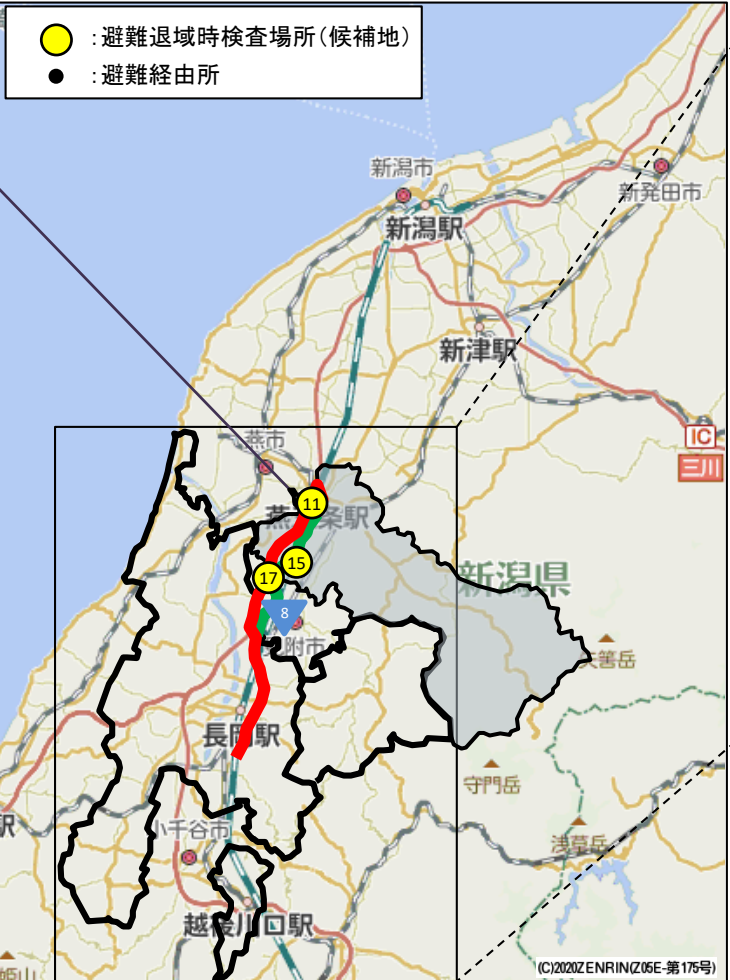 ：避難退域時検査場所（候補地）
：避難経由所
新潟市
新発田市
新潟駅
新津駅
IC
三川
燕市
11
燕三条駅
15
17
新潟県
8
見附市
矢筈岳
長岡駅
守門岳
駅
小千谷市
浅草岳
越後川口駅
(C)2020ZENRIN(Z05E-第175号)